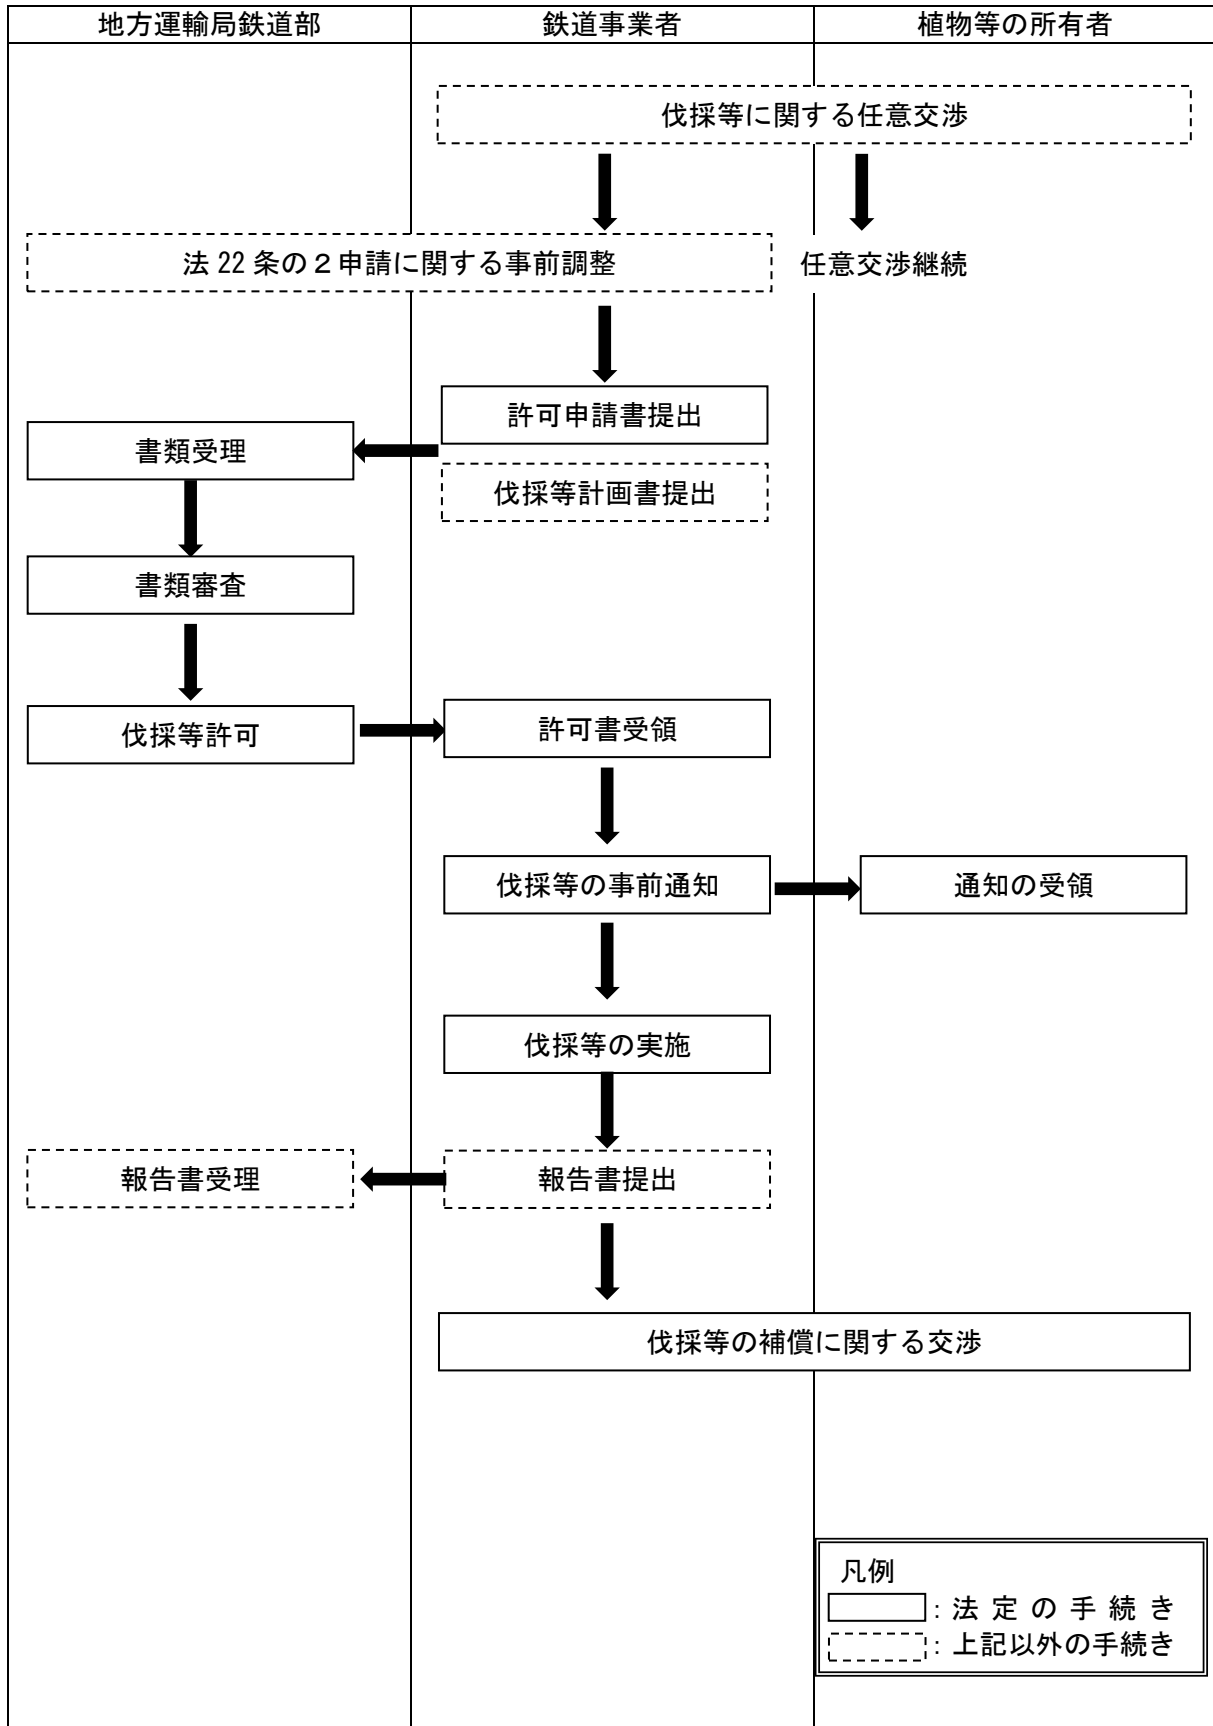 地方運輸局鉄道部
鉄道事業者
植物等の所有者
伐採等に関する任意交渉
法 22 条の２申請に関する事前調整
任意交渉継続
許可申請書提出
書類受理
伐採等計画書提出
書類審査
伐採等許可
許可書受領
伐採等の事前通知
通知の受領
伐採等の実施
報告書受理
報告書提出
伐採等の補償に関する交渉
凡例
: 法 定 の 手 続 き
: 上記以外の手続き